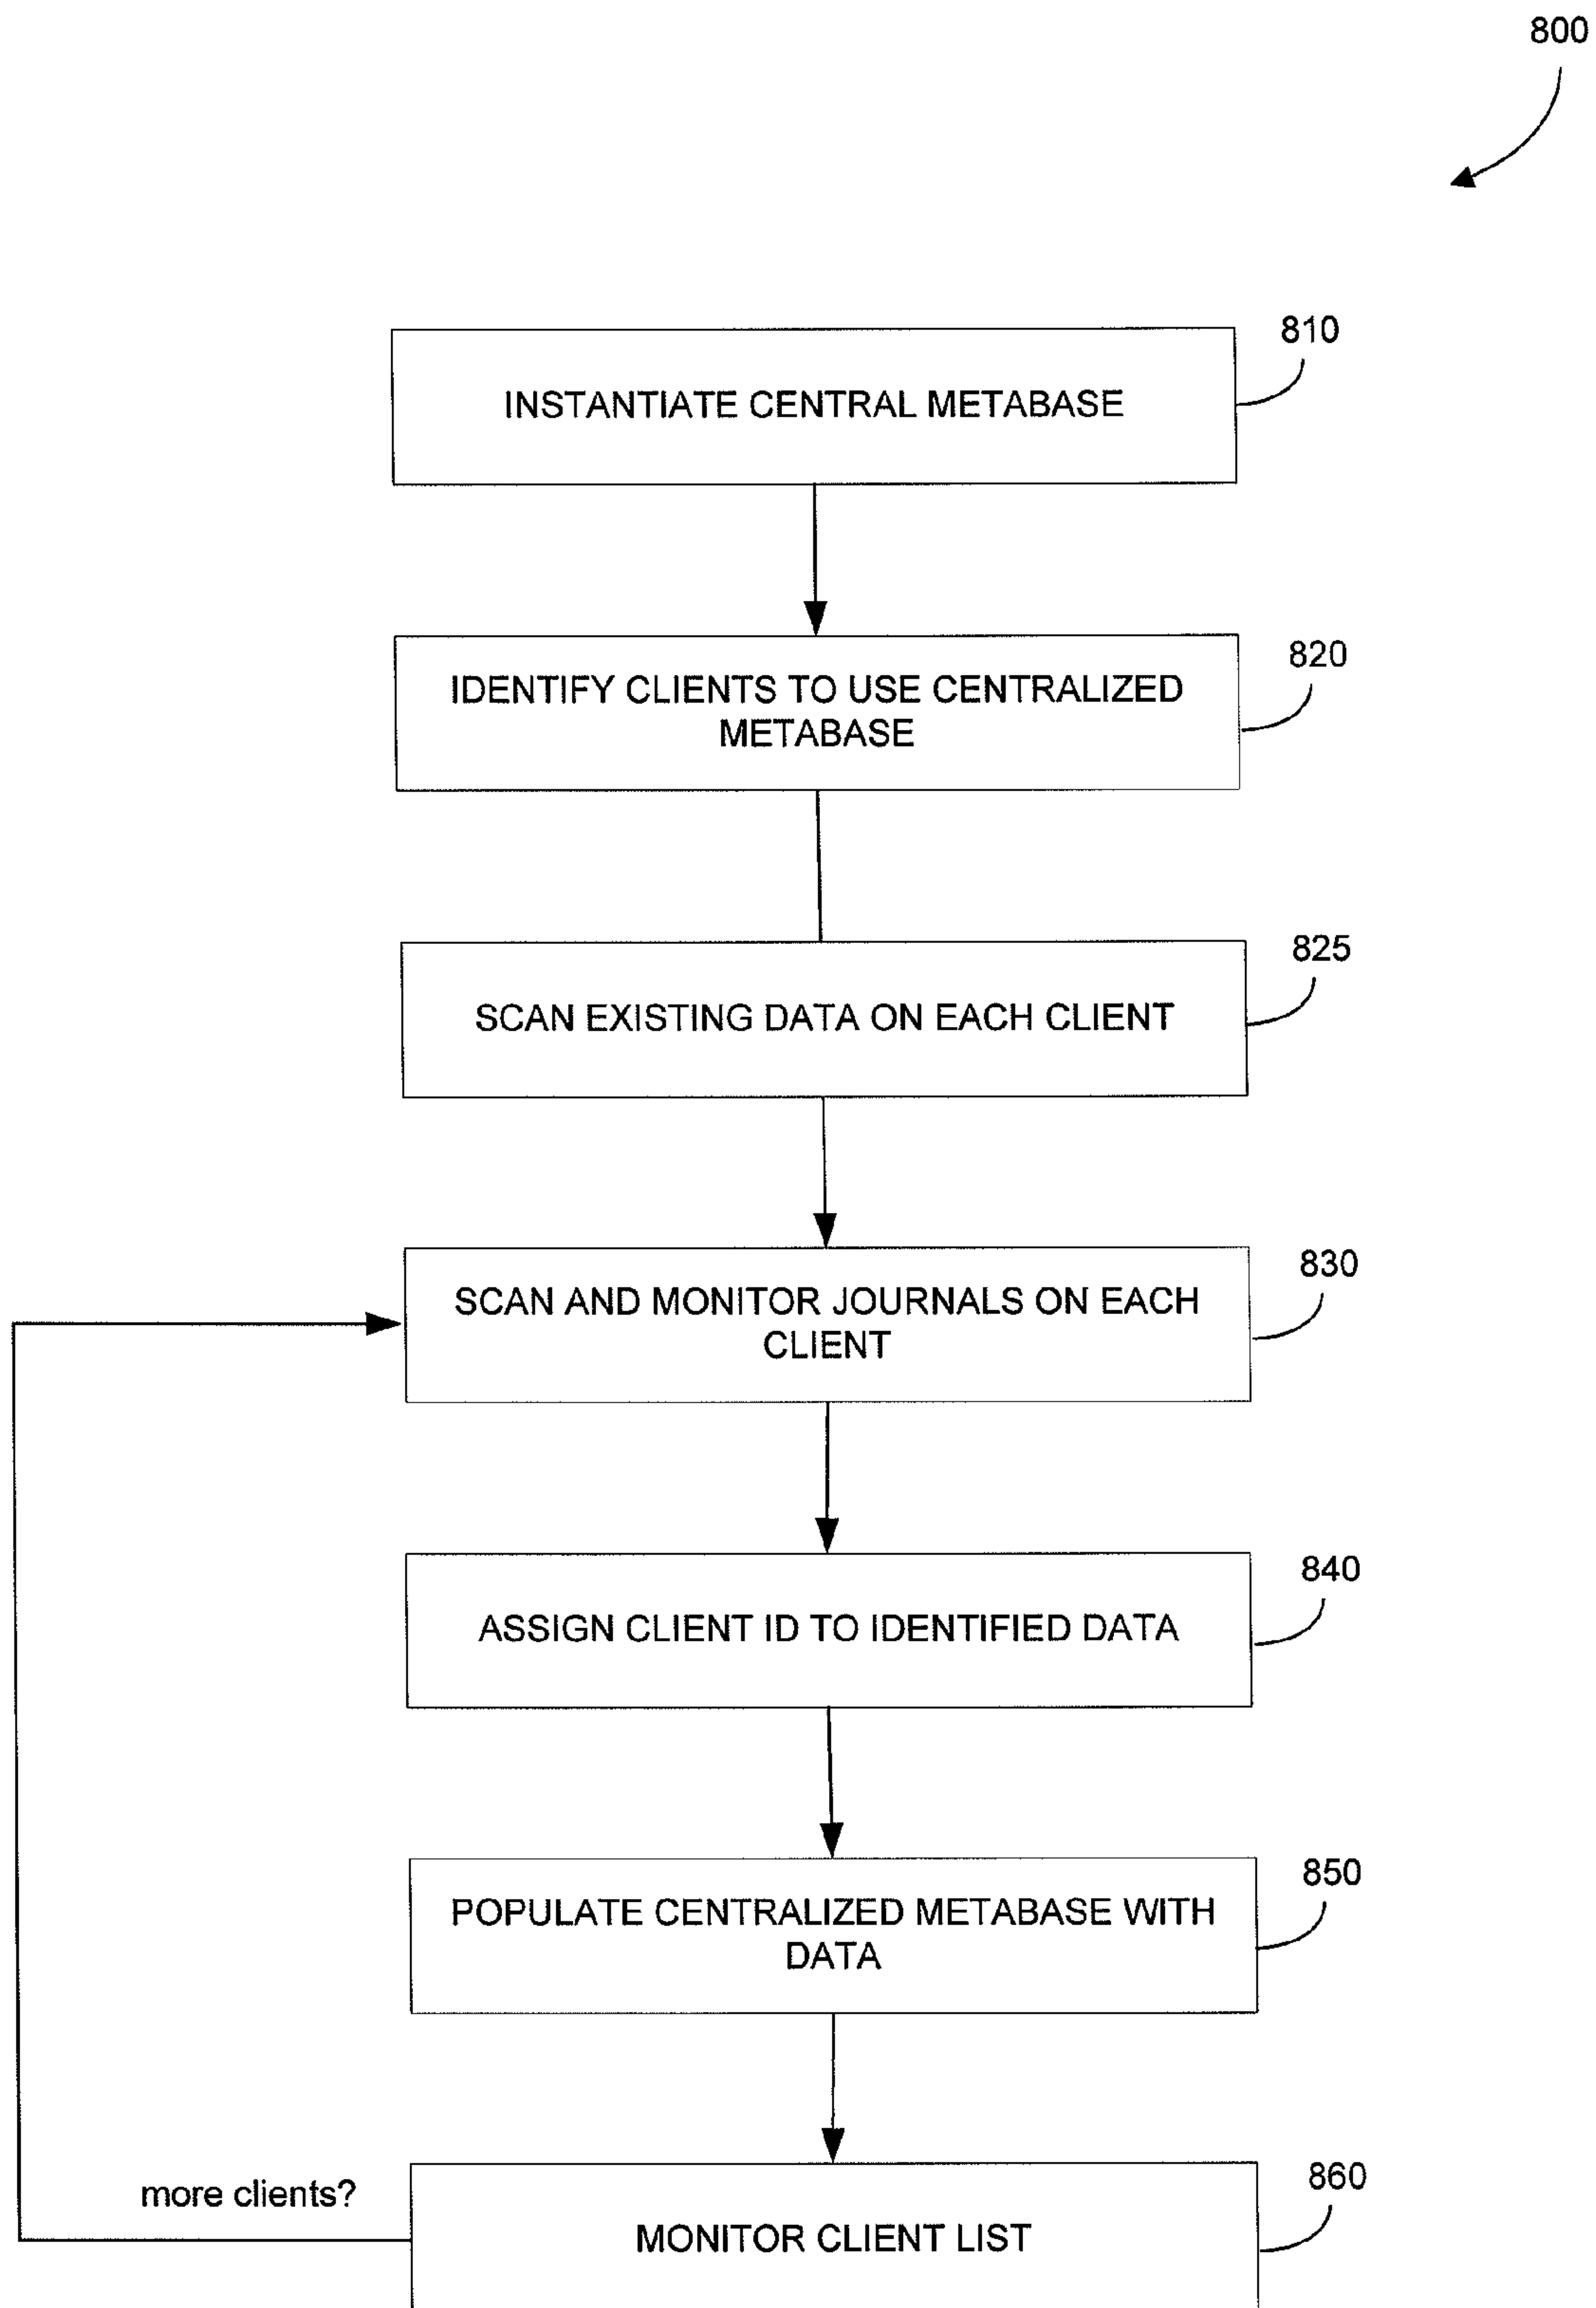 800
810
INSTANTIATE CENTRAL METABASE
820
IDENTIFY CLIENTS TO USE CENTRALIZED
METABASE
825
SCAN EXISTING DATA ON EACH CLIENT
830
SCAN AND MONITOR JOURNALS ON EACH
CLIENT
840
ASSIGN CLIENT ID TO IDENTIFIED DATA
850
POPULATE CENTRALIZED METABASE WITH
DATA
860
more clients?
MONITOR CLIENT LIST